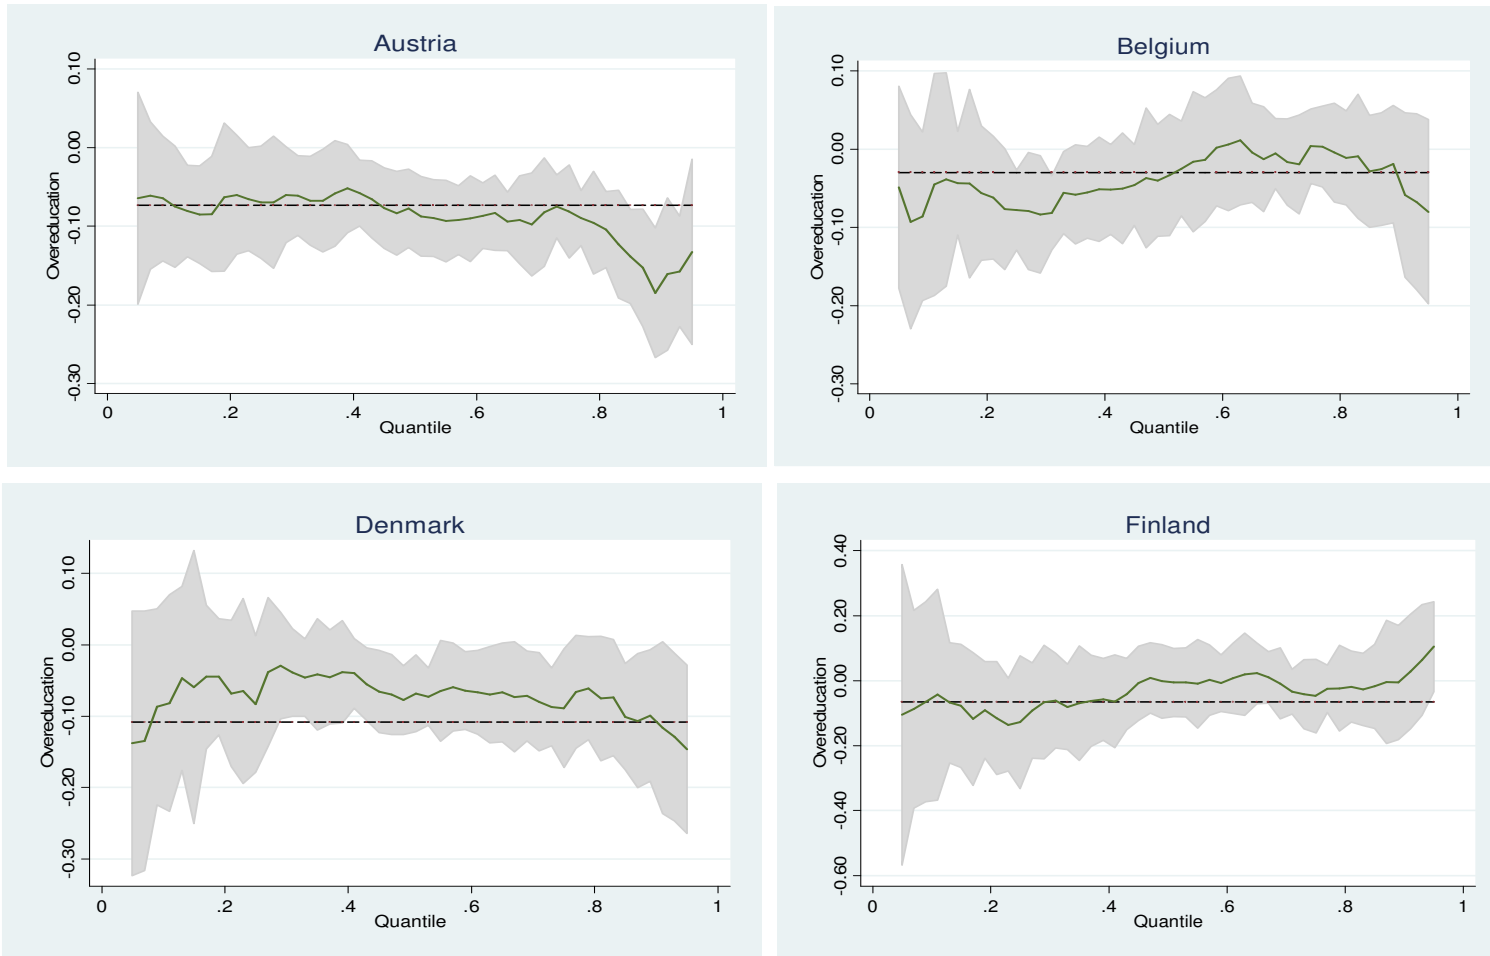 Austria
Overeducation
0.10
0.00
-0.10
-0.20
-0.30
0 .2 .4 .6 .8 1
Quantile
Belgium
Overeducation
0.10
0.00
-0.10
-0.20
-0.30
0 .2 .4 .6 .8 1
Quantile
Denmark
Overeducation
0.10
0.00
-0.10
-0.20
-0.30
0 .2 .4 .6 .8 1
Quantile
Finland
Overeducation
0.40
0.20
0.00
-0.20
-0.40
-0.60
0 .2 .4 .6 .8 1
Quantile